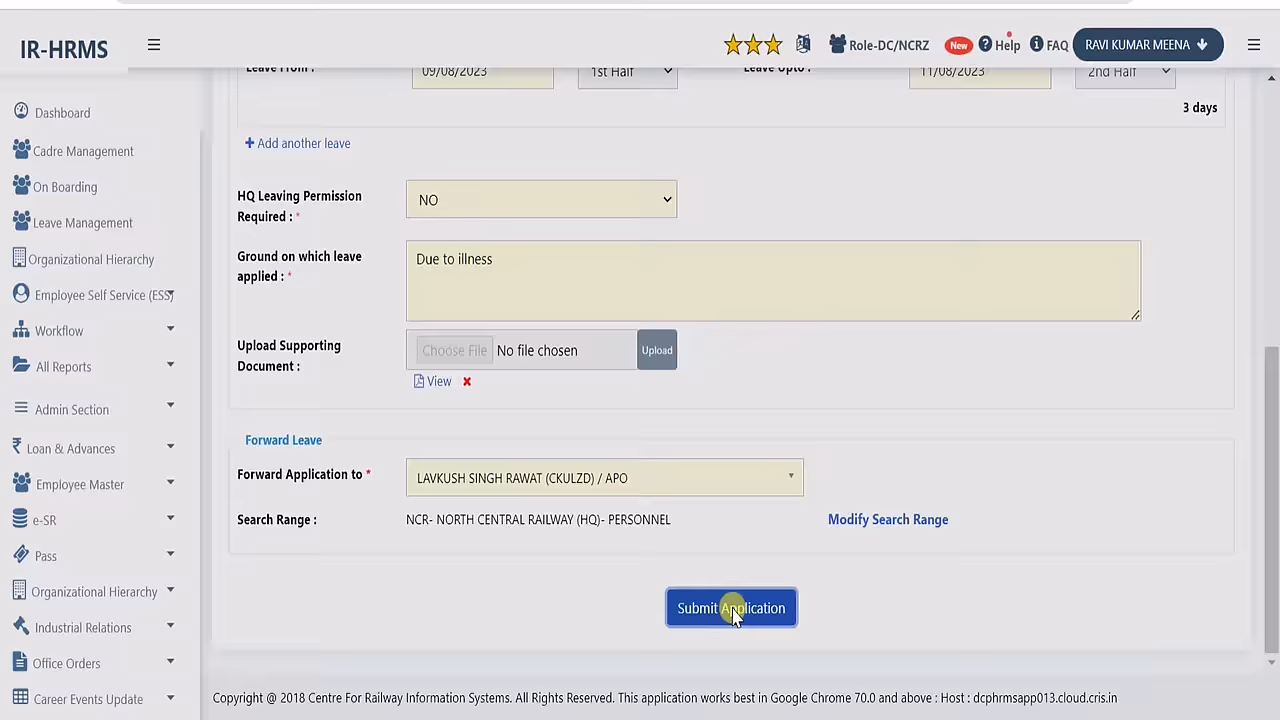 IR-HRMS
Role-DC/NCRZ
New
Help
FAQ
RAVI KUMAR MEENA
Dashboard
Cadre Management
On Boarding
Leave Management
Organizational Hierarchy
Employee Self Service (ESS)
Workflow
All Reports
Admin Section
Loan & Advances
Employee Master
e-SR
Pass
Organizational Hierarchy
Industrial Relations
Office Orders
Career Events Update
Leave From : 09/08/2023 1st Half Leave Upto : 11/08/2023 2nd Half
3 days
+ Add another leave
HQ Leaving Permission
Required : *
NO
Ground on which leave
applied : *
Due to illness
Upload Supporting
Document :
Choose File No file chosen Upload
View
Forward Leave
Forward Application to * LAVKUSH SINGH RAWAT (CKULZD) / APO
Search Range : NCR- NORTH CENTRAL RAILWAY (HQ)- PERSONNEL Modify Search Range
Submit Application
Copyright @ 2018 Centre For Railway Information Systems. All Rights Reserved. This application works best in Google Chrome 70.0 and above : Host : dcphrmsapp013.cloud.cris.in